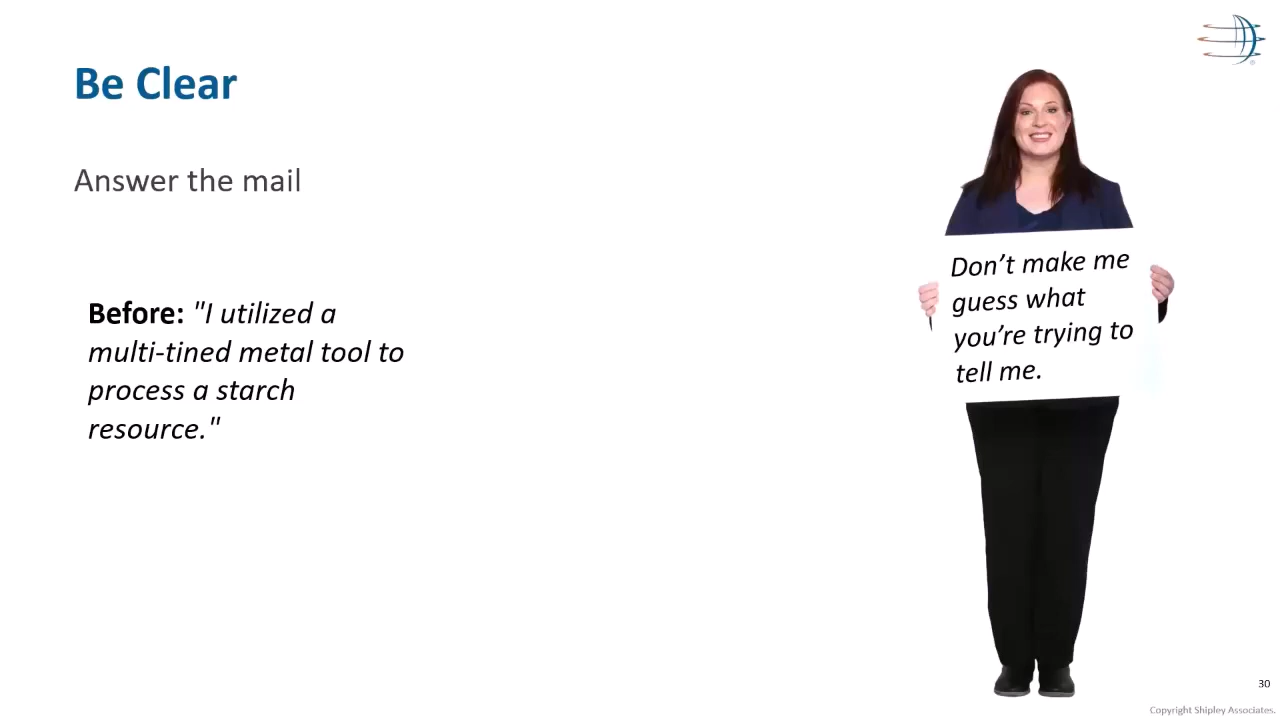 Be Clear
Answer the mail
Before: "I utilized a
multi-tined metal tool to
process a starch
resource."
Don't make me
guess what
you're trying to
tell me.
30
Copyright Shipley Associates.